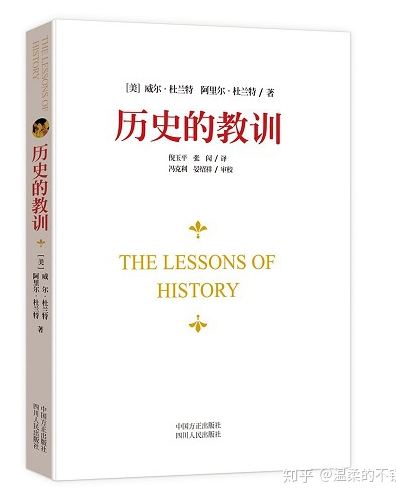 THE LESSONS OF
HISTORY
历史的教训
[美] 威尔·杜兰特
阿里尔·杜兰特 著
中国方正出版社
四川人民出版社
[美] 威尔·杜兰特 阿里尔·杜兰特 / 著
历史的教训
倪玉平 张 闶 / 译
冯克利 晏绍祥 / 审校
THE LESSONS OF
HISTORY
中国方正出版社
四川人民出版社
知乎 @温柔的不